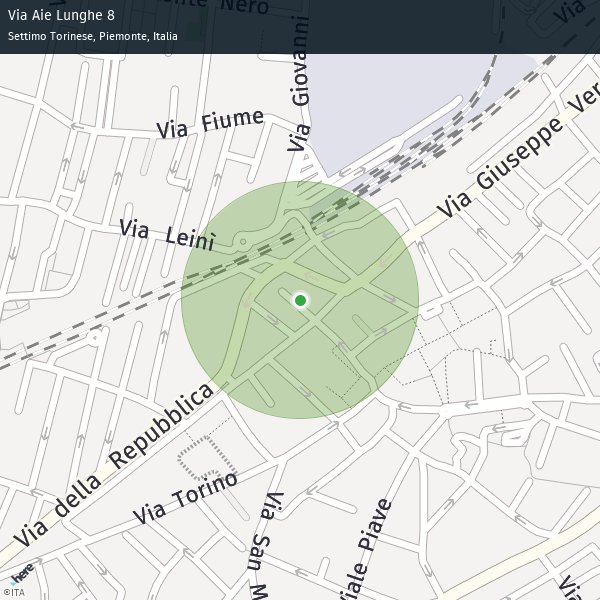 Via Aie Lunghe 8
Settimo Torinese, Piemonte, Italia
Nero
Via
Via Giovanni
Via Fiume
Via Giuseppe Ver
Via Leinì
Via della Repubblica
Via Torino
Via San M
Viale Piave
Via
here
©ITA